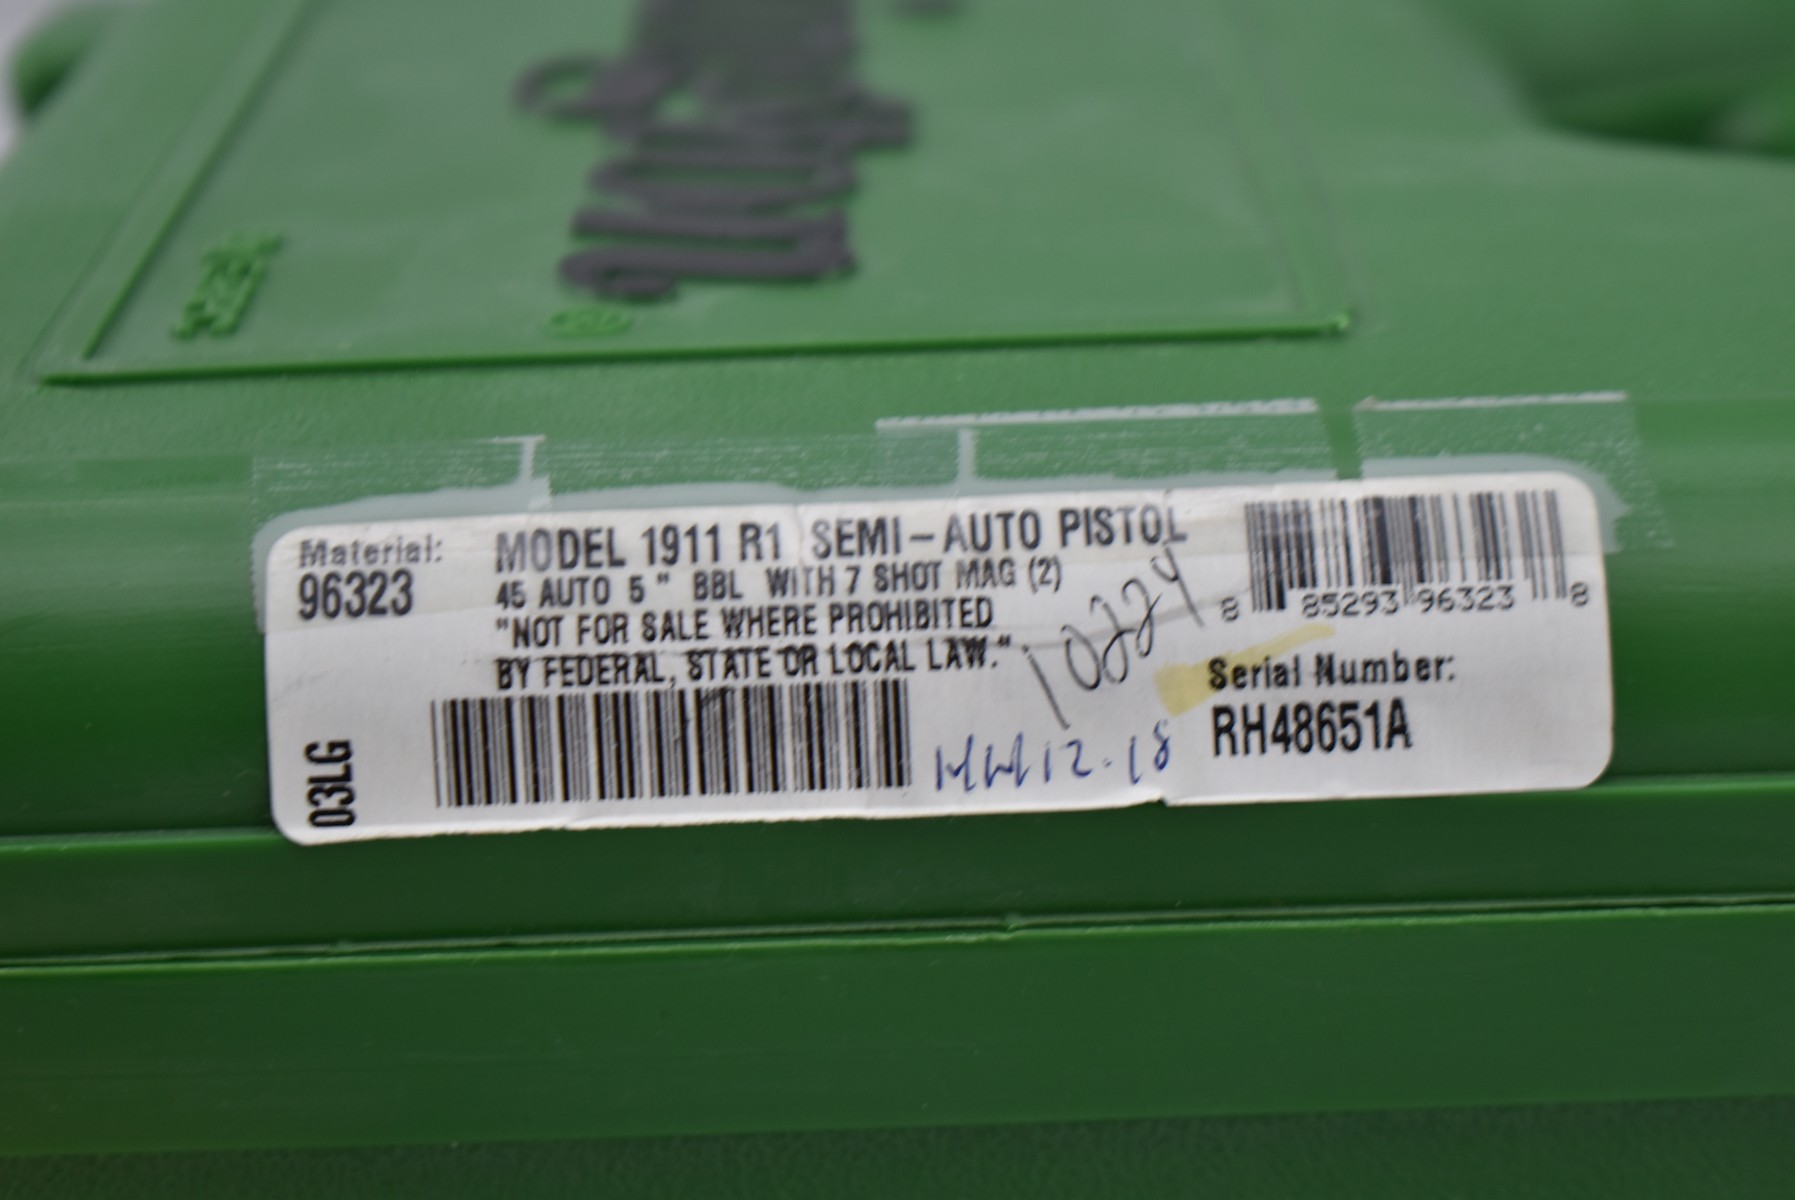 Material:
96323
MODEL 1911 R1 SEMI-AUTO PISTOL
45 AUTO 5" BBL WITH 7 SHOT MAG (2)
"NOT FOR SALE WHERE PROHIBITED
BY FEDERAL, STATE OR LOCAL LAW."
10224
8 85293 96323 8
Serial Number:
RH48651A
12-18
03LG